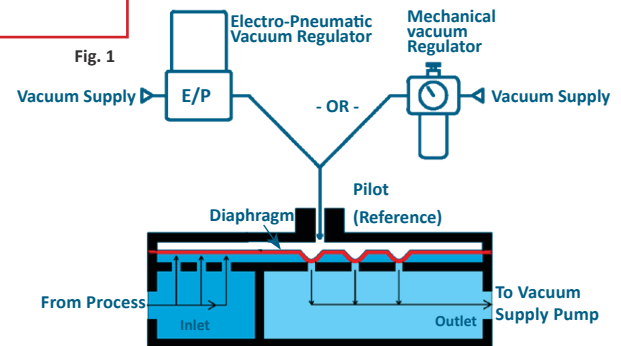 Fig. 1
Electro-Pneumatic
Vacuum Regulator
Mechanical
vacuum
Regulator
Vacuum Supply
E/P
- OR -
Vacuum Supply
Pilot
(Reference)
Diaphragm
From Process
Inlet
Outlet
To Vacuum
Supply Pump